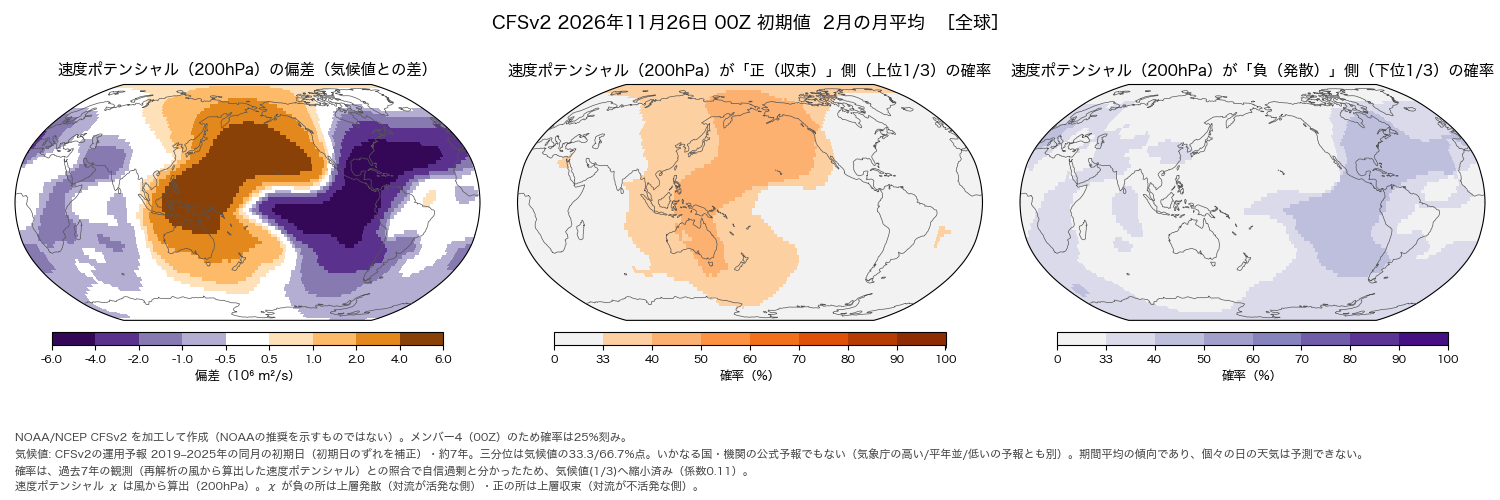 CFSv2 2026年11月26日 00Z 初期値 2月の月平均 ［全球］
速度ポテンシャル（200hPa）の偏差（気候値との差）
速度ポテンシャル（200hPa）が「正（収束）」側（上位1/3）の確率
速度ポテンシャル（200hPa）が「負（発散）」側（下位1/3）の確率
-6.0 -4.0 -2.0 -1.0 -0.5 0.5 1.0 2.0 4.0 6.0
偏差（10⁶ m²/s）
0 33 40 50 60 70 80 90 100
確率（%）
0 33 40 50 60 70 80 90 100
確率（%）
NOAA/NCEP CFSv2 を加工して作成（NOAAの推奨を示すものではない）。メンバー4（00Z）のため確率は25%刻み。
気候値: CFSv2の運用予報 2019–2025年の同月の初期日（初期日のずれを補正）・約7年。三分位は気候値の33.3/66.7%点。いかなる国・機関の公式予報でもない（気象庁の高い/平年並/低いの予報とも別）。期間平均の傾向であり、個々の日の天気は予測できない。
確率は、過去7年の観測（再解析の風から算出した速度ポテンシャル）との照合で自信過剰と分かったため、気候値(1/3)へ縮小済み（係数0.11）。
速度ポテンシャル χ は風から算出（200hPa）。χ が負の所は上層発散（対流が活発な側）・正の所は上層収束（対流が不活発な側）。